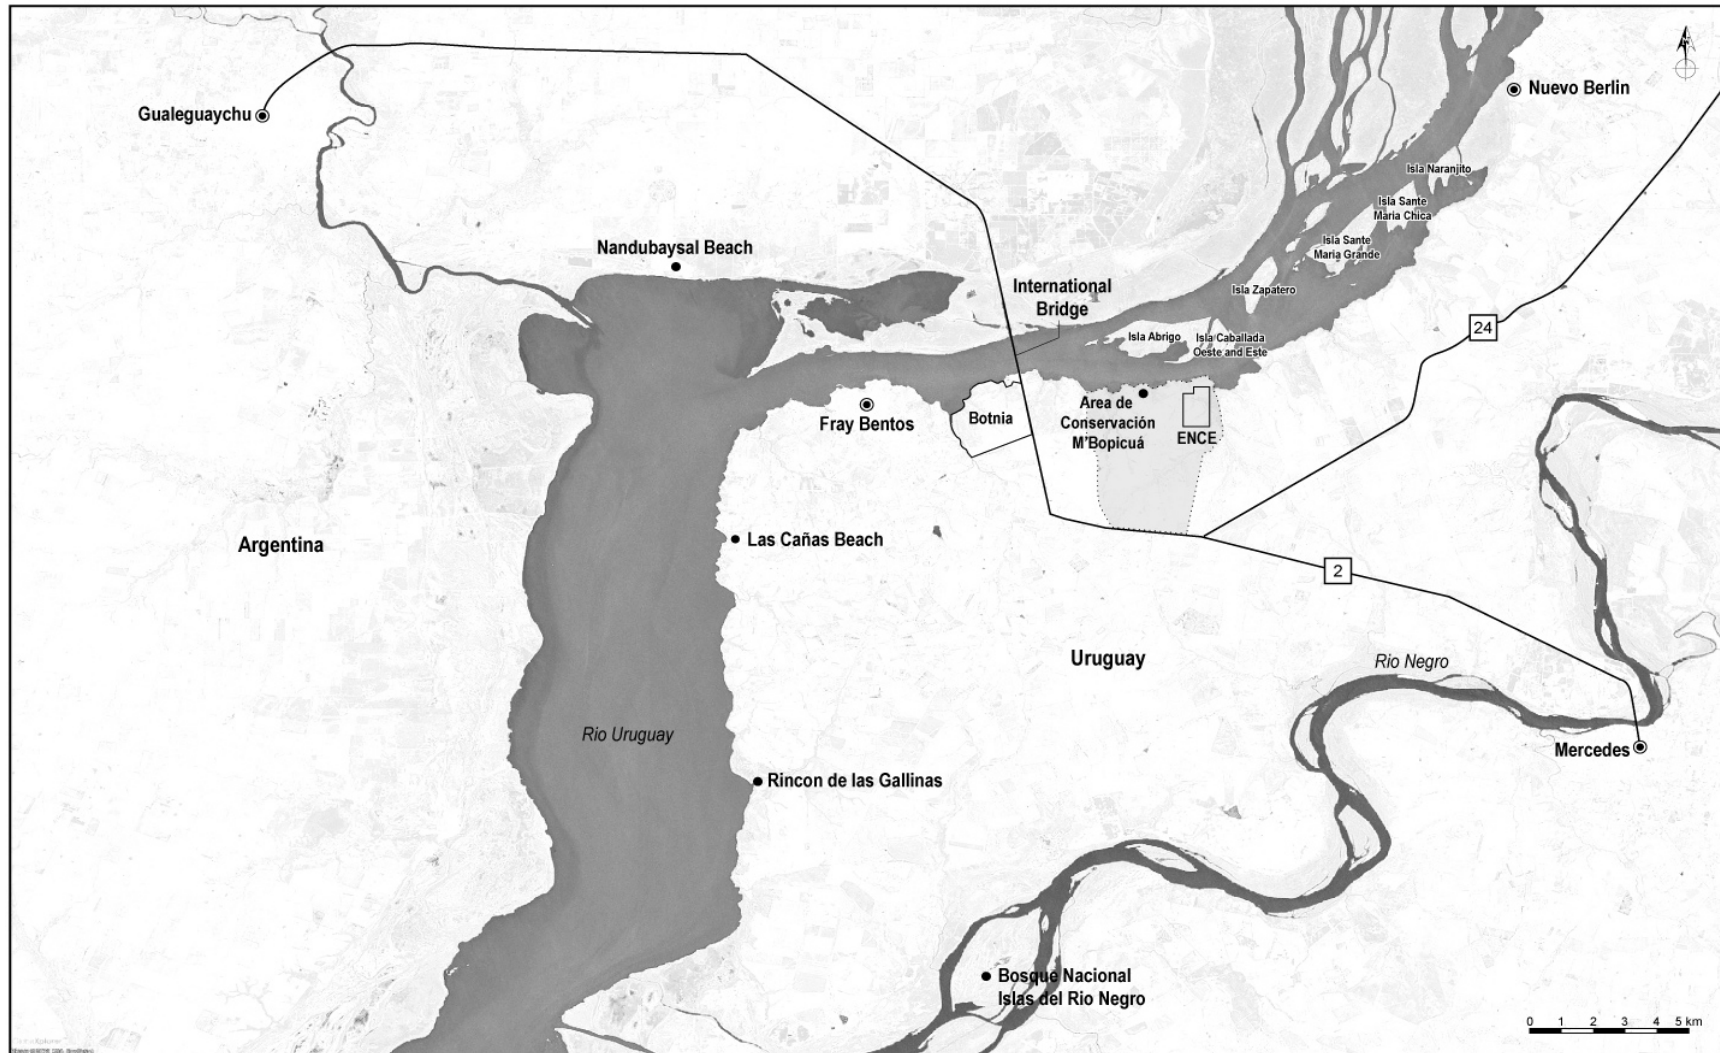 N
Nuevo Berlin
Gualeguaychu
Isla Naranjito
Isla Sante
Maria Chica
Isla Sante
Maria Grande
Nandubaysal Beach
International
Bridge
Isla Zapatero
24
Isla Abrigo
Isla Caballada
Oeste and Este
Fray Bentos
Botnia
Area de
Conservación
M'Bopicuá
ENCE
Argentina
Las Cañas Beach
2
Uruguay
Rio Negro
Rio Uruguay
Mercedes
Rincon de las Gallinas
Bosque Nacional
Islas del Rio Negro
0 1 2 3 4 5 km